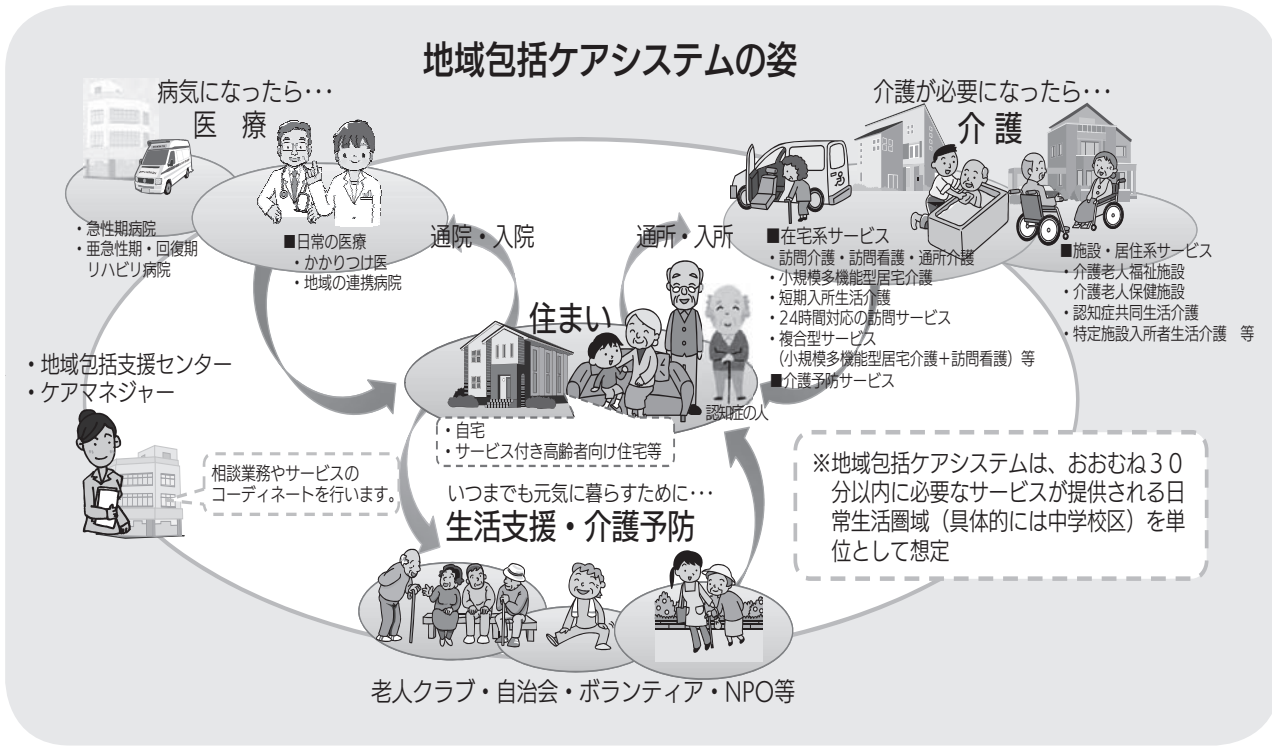 地域包括ケアシステムの姿
病気になったら･･･
医　療
・急性期病院
・亜急性期・回復期
リハビリ病院
■日常の医療
・かかりつけ医
・地域の連携病院
通院・入院
通所・入所
介護が必要になったら･･･
介 護
■在宅系サービス
・訪問介護・訪問看護・通所介護
・小規模多機能型居宅介護
・短期入所生活介護
・24時間対応の訪問サービス
・複合型サービス
（小規模多機能型居宅介護＋訪問看護）等
■介護予防サービス
■施設・居住系サービス
・介護老人福祉施設
・介護老人保健施設
・認知症共同生活介護
・特定施設入所者生活介護　等
住まい
認知症の人
・自宅
・サービス付き高齢者向け住宅等
・地域包括支援センター
・ケアマネジャー
相談業務やサービスの
コーディネートを行います。
いつまでも元気に暮らすために･･･
生活支援・介護予防
老人クラブ・自治会・ボランティア・NPO等
※地域包括ケアシステムは、おおむね３０
分以内に必要なサービスが提供される日
常生活圏域（具体的には中学校区）を単
位として想定